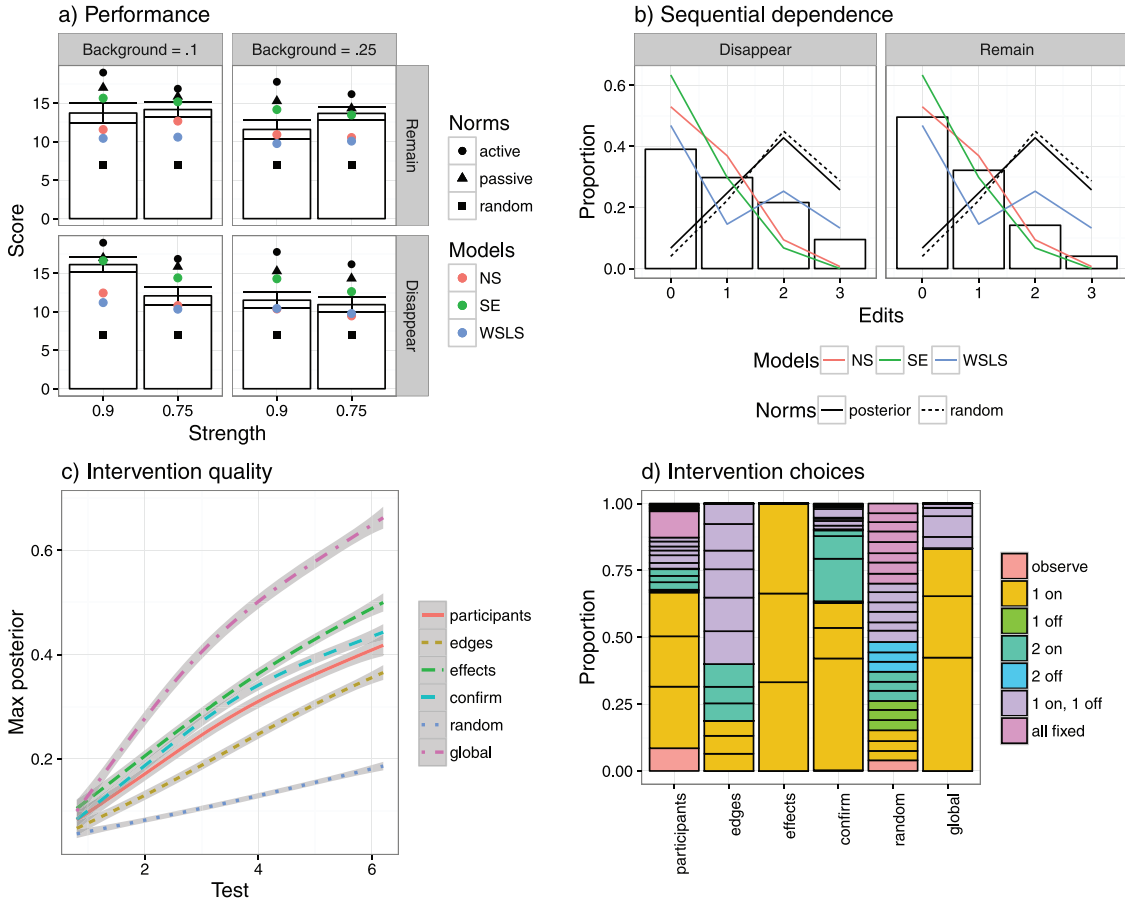 a) Performance
Background = .1
Background = .25
Score
15
10
5
0
15
10
5
0
Remain
Disappear
0.9
0.75
0.9
0.75
Strength
Norms
active
passive
random
Models
NS
SE
WSLS
b) Sequential dependence
Disappear
Remain
Proportion
0.6
0.4
0.2
0.0
0
1
2
3
0
1
2
3
Edits
Models
NS
SE
WSLS
Norms
posterior
random
c) Intervention quality
Max posterior
0.6
0.4
0.2
2
4
6
Test
participants
edges
effects
confirm
random
global
d) Intervention choices
Proportion
1.00
0.75
0.50
0.25
0.00
participants
edges
effects
confirm
random
global
observe
1 on
1 off
2 on
2 off
1 on, 1 off
all fixed